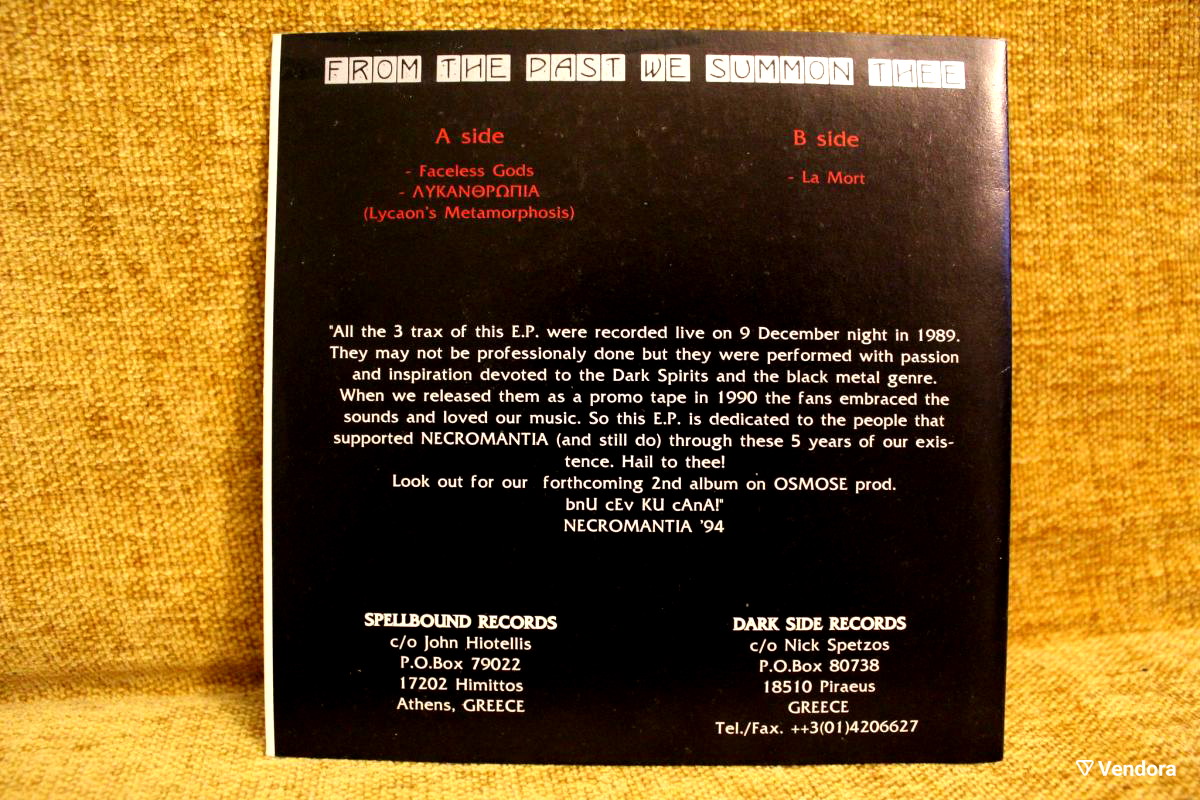 FROM THE PAST WE SUMMON THEE
A side
- Faceless Gods
- ΛΥΚΑΝΘΡΩΠΙΑ
(Lycaon's Metamorphosis)
B side
- La Mort
"All the 3 trax of this E.P. were recorded live on 9 December night in 1989.
They may not be professionaly done but they were performed with passion
and inspiration devoted to the Dark Spirits and the black metal genre.
When we released them as a promo tape in 1990 the fans embraced the
sounds and loved our music. So this E.P. is dedicated to the people that
supported NECROMANTIA (and still do) through these 5 years of our exis-
tence. Hail to thee!
Look out for our forthcoming 2nd album on OSMOSE prod.
bnU cEv KU cAnA!"
NECROMANTIA '94
SPELLBOUND RECORDS
c/o John Hiotellis
P.O.Box 79022
17202 Himittos
Athens, GREECE
DARK SIDE RECORDS
c/o Nick Spetzos
P.O.Box 80738
18510 Piraeus
GREECE
Tel./Fax. ++3(01)4206627
Vendora